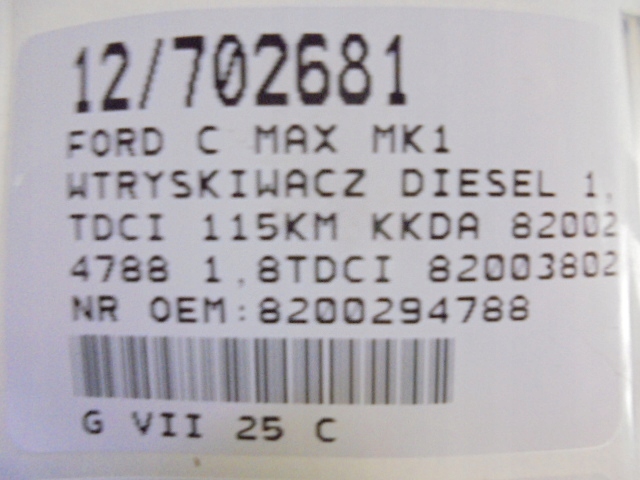 12/702681
FORD C MAX MK1
WTRYSKIWACZ DIESEL 1,
TDCI 115KM KKDA 82002
4788 1,8TDCI 82003802
NR OEM:8200294788
G VII 25 C